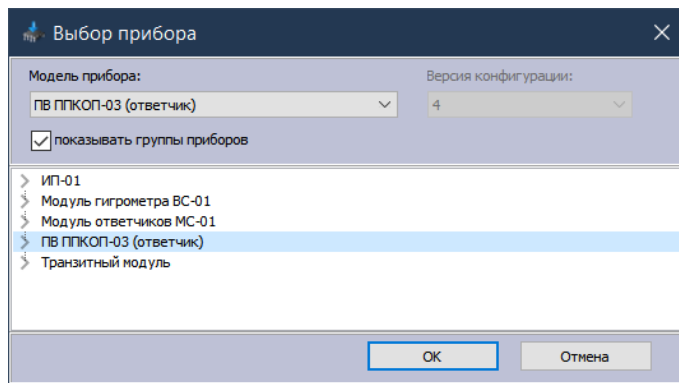 Выбор прибора
Модель прибора:
Версия конфигурации:
ПВ ППКОП-03 (ответчик)
4
показывать группы приборов
ИП-01
Модуль гигрометра ВС-01
Модуль ответчиков МС-01
ПВ ППКОП-03 (ответчик)
Транзитный модуль
ОК
Отмена